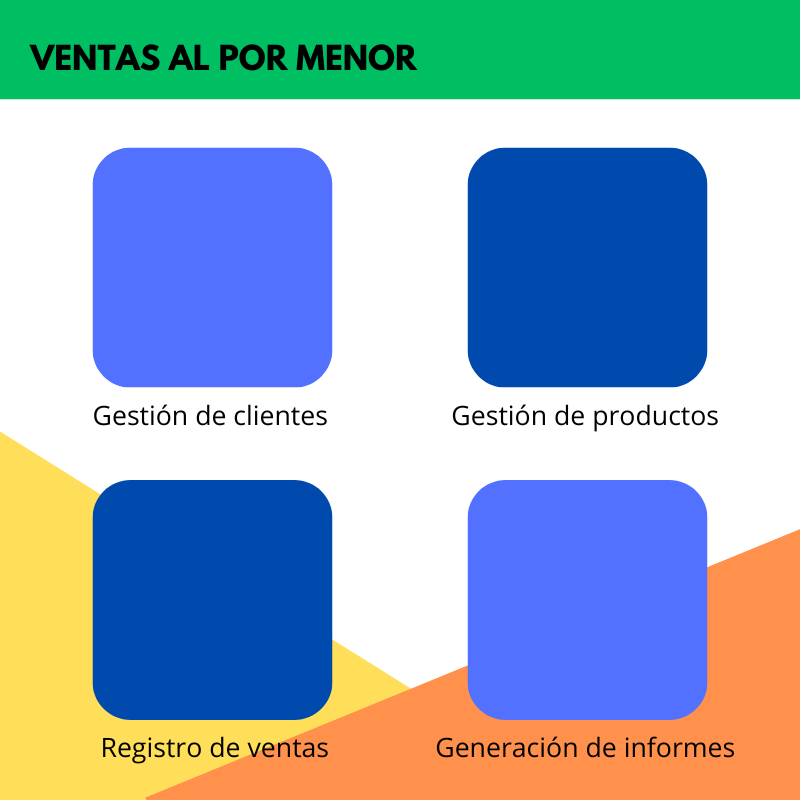 VENTAS AL POR MENOR
Gestión de clientes
Gestión de productos
Registro de ventas
Generación de informes